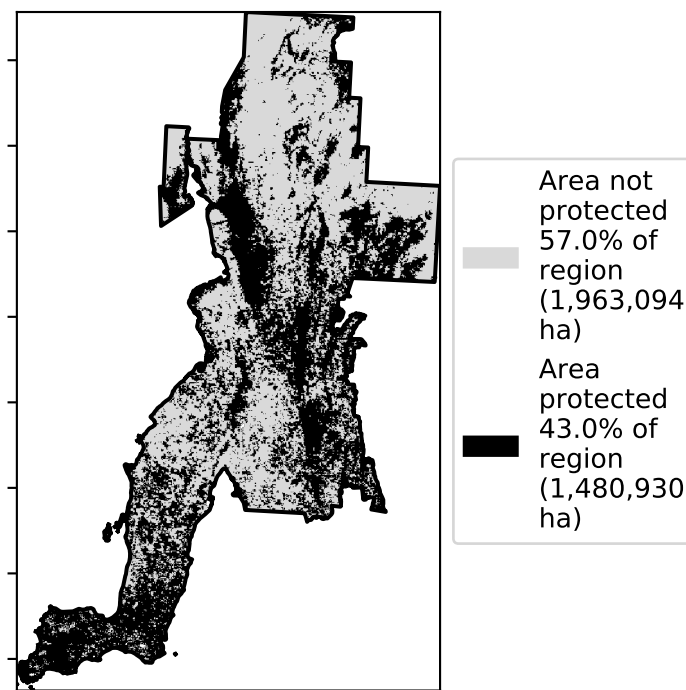 Area not
protected
57.0% of
region
(1,963,094
ha)
Area
protected
43.0% of
region
(1,480,930
ha)